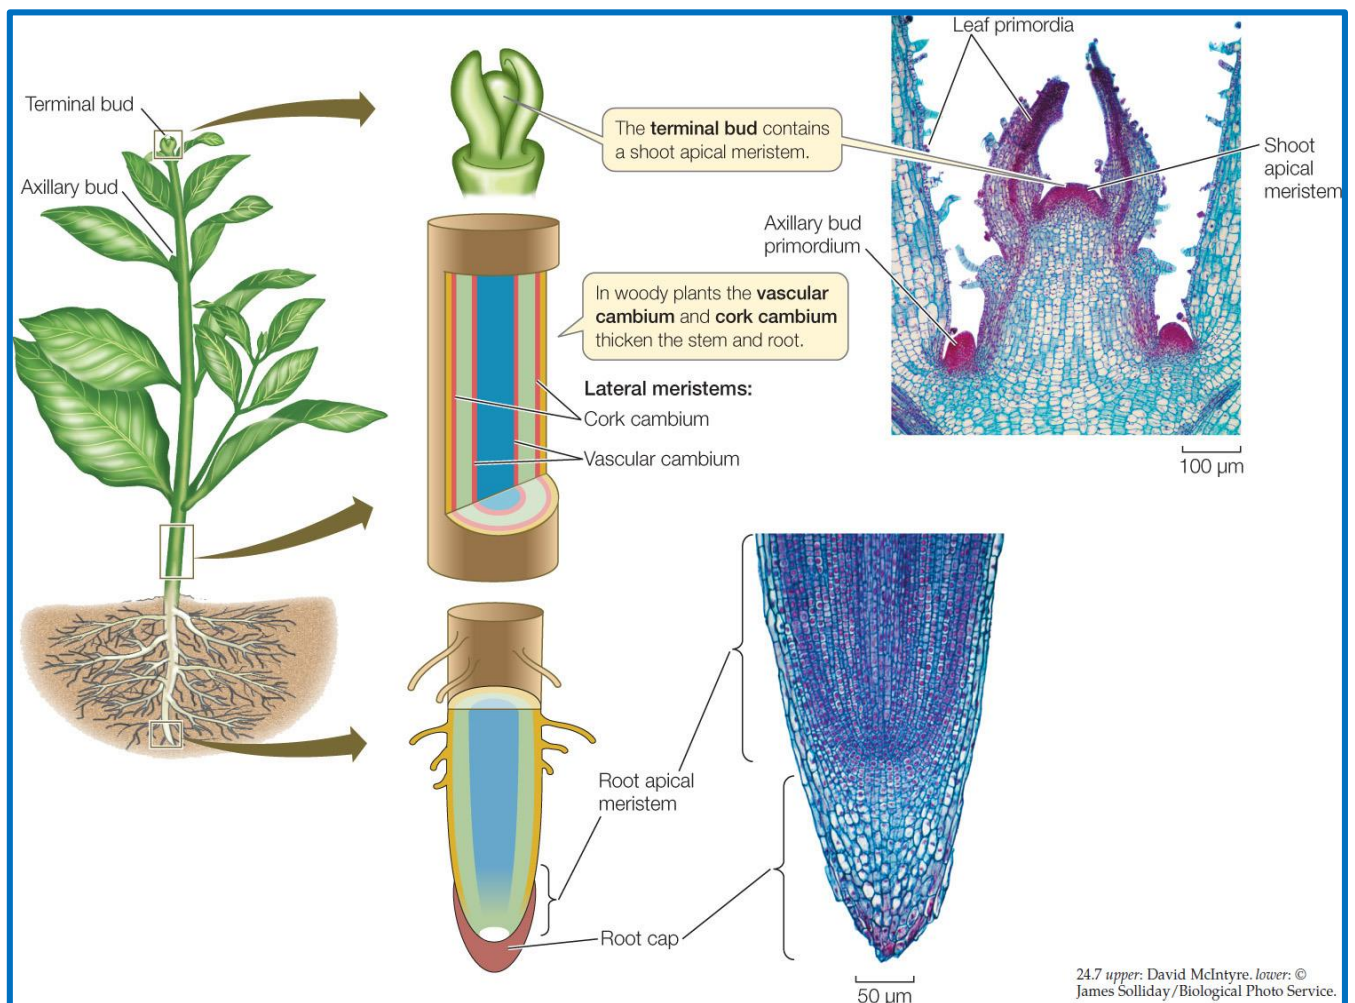 Terminal bud
Axillary bud
The terminal bud contains
a shoot apical meristem.
In woody plants the vascular
cambium and cork cambium
thicken the stem and root.
Lateral meristems:
Cork cambium
Vascular cambium
Leaf primordia
Shoot
apical
meristem
Axillary bud
primordium
100 μm
Root apical
meristem
Root cap
50 μm
24.7 upper: David McIntyre. lower: ©
James Solliday/Biological Photo Service.